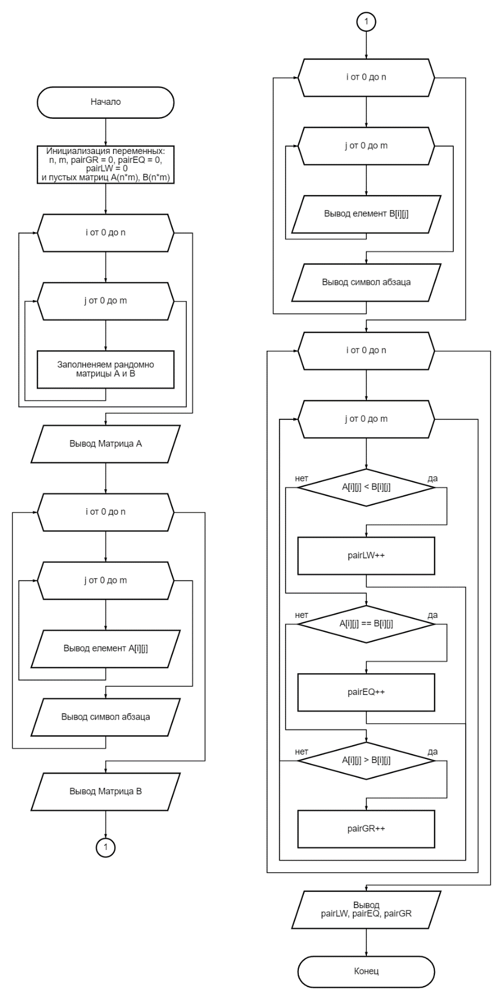 Начало
Инициализация переменных:
n, m, pairGR = 0, pairEQ = 0,
pairLW = 0
и пустых матриц A(n*m), B(n*m)
i от 0 до n
j от 0 до m
Заполненяем рандомно
матрицы A и B
Вывод Матрица A
i от 0 до n
j от 0 до m
Вывод елемент A[i][j]
Вывод символ абзаца
Вывод Матрица B
1
1
i от 0 до n
j от 0 до m
Вывод елемент B[i][j]
Вывод символ абзаца
i от 0 до n
j от 0 до m
нет
A[i][j] < B[i][j]
да
pairLW++
нет
A[i][j] == B[i][j]
да
pairEQ++
нет
A[i][j] > B[i][j]
да
pairGR++
Вывод
pairLW, pairEQ, pairGR
Конец